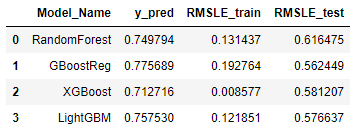 Model_Name y_pred RMSLE_train RMSLE_test
0 RandomForest 0.749794 0.131437 0.616475
1 GBoostReg 0.775689 0.192764 0.562449
2 XGBoost 0.712716 0.008577 0.581207
3 LightGBM 0.757530 0.121851 0.576637